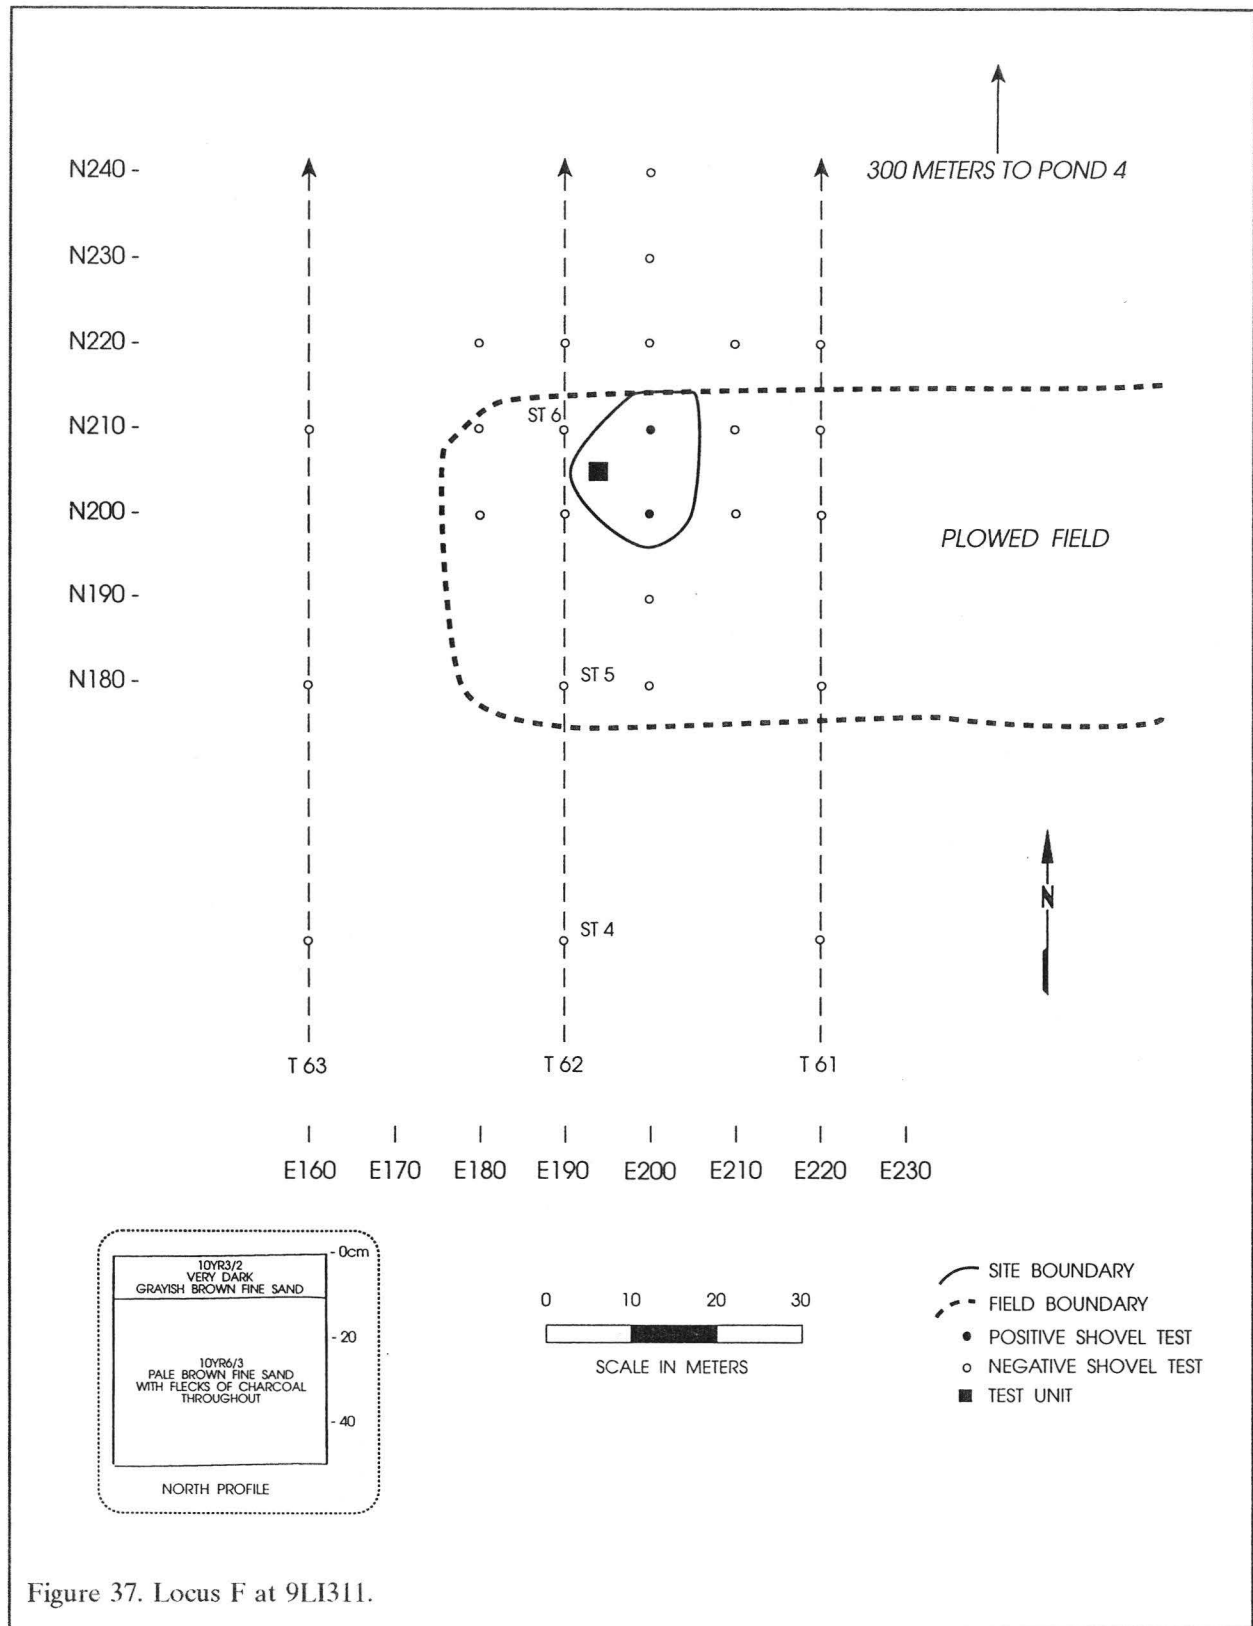 300 METERS TO POND 4
N240 -
N230 -
N220 -
N210 -
N200 -
N190 -
N180 -
ST 6
PLOWED FIELD
ST 5
ST 4
N
T 63
T 62
T 61
E160
E170
E180
E190
E200
E210
E220
E230
- 0cm
10YR3/2
VERY DARK
GRAYISH BROWN FINE SAND
- 20
10YR6/3
PALE BROWN FINE SAND
WITH FLECKS OF CHARCOAL
THROUGHOUT
- 40
NORTH PROFILE
0 10 20 30
SCALE IN METERS
SITE BOUNDARY
FIELD BOUNDARY
POSITIVE SHOVEL TEST
NEGATIVE SHOVEL TEST
TEST UNIT
Figure 37. Locus F at 9LI311.